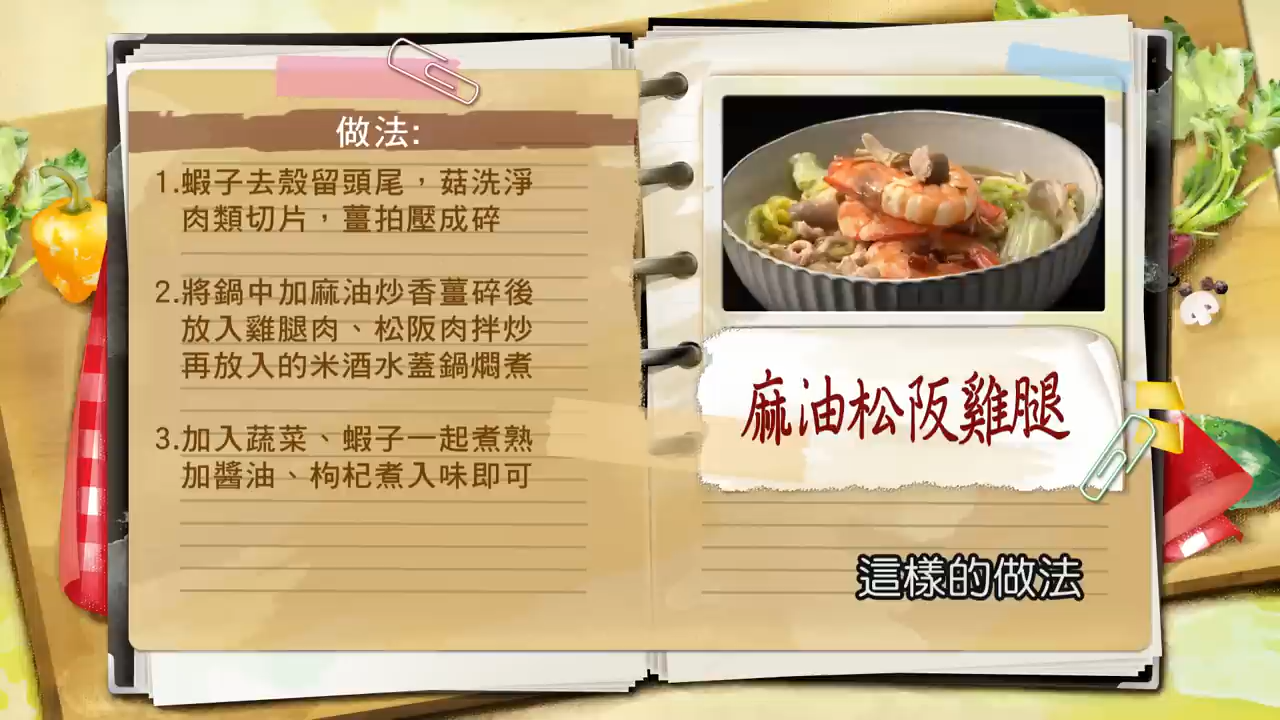 做法:
1.蝦子去殼留頭尾，菇洗淨
肉類切片，薑拍壓成碎
2.將鍋中加麻油炒香薑碎後
放入雞腿肉、松阪肉拌炒
再放入的米酒水蓋鍋燜煮
3.加入蔬菜、蝦子一起煮熟
加醬油、枸杞煮入味即可
麻油松阪雞腿
這樣的做法